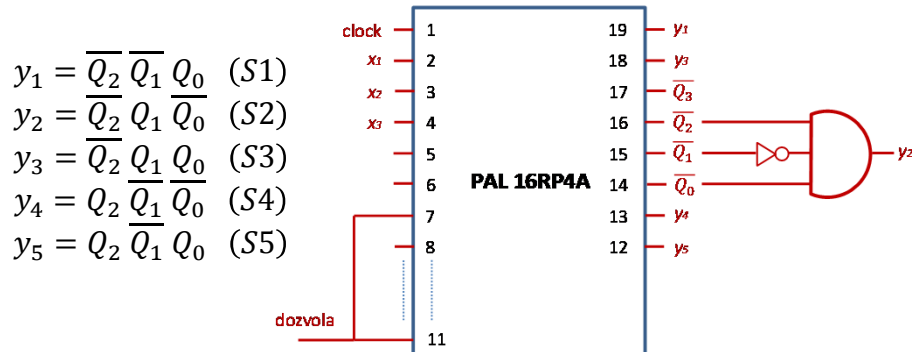 y₁ = Q̅₂ Q̅₁ Q₀ (S1)
y₂ = Q̅₂ Q₁ Q̅₀ (S2)
y₃ = Q̅₂ Q₁ Q₀ (S3)
y₄ = Q₂ Q̅₁ Q̅₀ (S4)
y₅ = Q₂ Q̅₁ Q₀ (S5)
clock 1 19 y₁
x₁ 2 18 y₃
x₂ 3 17 Q̅₃
x₃ 4 16 Q̅₂
5 15 Q̅₁ y₂
6 PAL 16RP4A 14 Q̅₀
7 13 y₄
8 12 y₅
dozvola
11